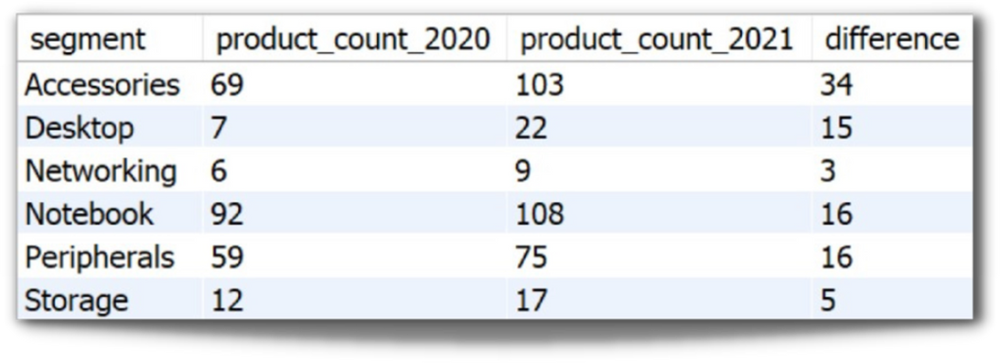 segment product_count_2020 product_count_2021 difference
Accessories 69 103 34
Desktop 7 22 15
Networking 6 9 3
Notebook 92 108 16
Peripherals 59 75 16
Storage 12 17 5